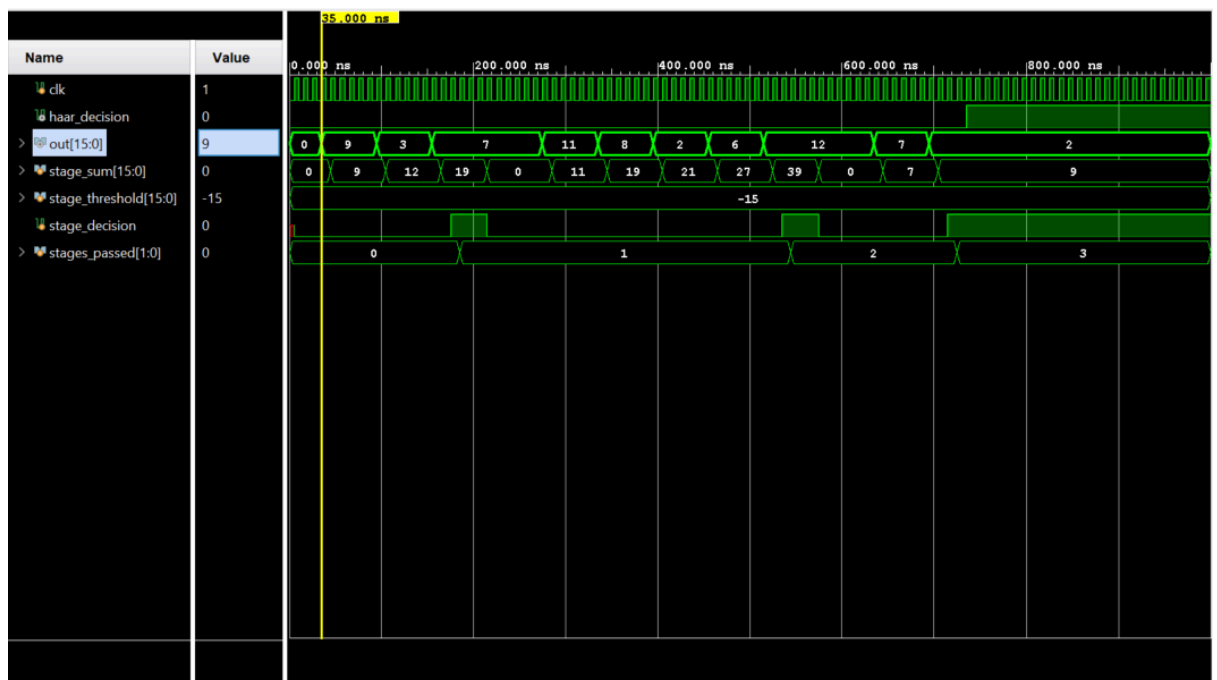 35.000 ns
Name Value
0.000 ns 200.000 ns 400.000 ns 600.000 ns 800.000 ns
clk 1
haar_decision 0
> out[15:0] 9 0 9 3 7 11 8 2 6 12 7 2
> stage_sum[15:0] 0 0 9 12 19 0 11 19 21 27 39 0 7 9
> stage_threshold[15:0] -15 -15
stage_decision 0
> stages_passed[1:0] 0 0 1 2 3